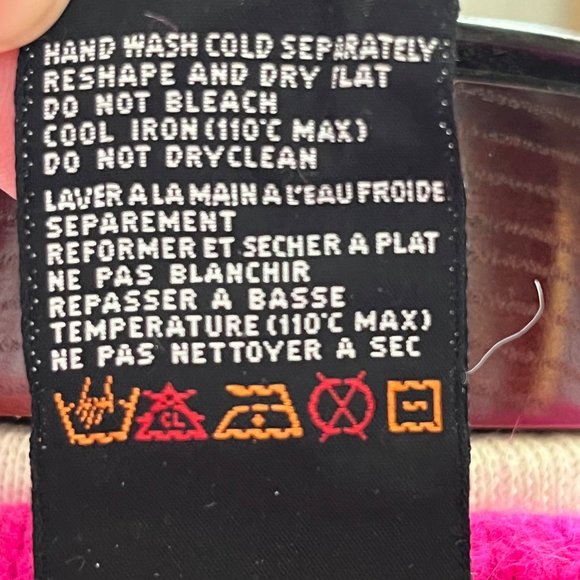 HAND WASH COLD SEPARATELY
RESHAPE AND DRY FLAT
DO NOT BLEACH
COOL IRON (110°C MAX)
DO NOT DRYCLEAN
LAVER A LA MAIN A L'EAU FROIDE
SEPAREMENT
REFORMER ET SECHER A PLAT
NE PAS BLANCHIR
REPASSER A BASSE
TEMPERATURE (110°C MAX)
NE PAS NETTOYER A SEC
CL